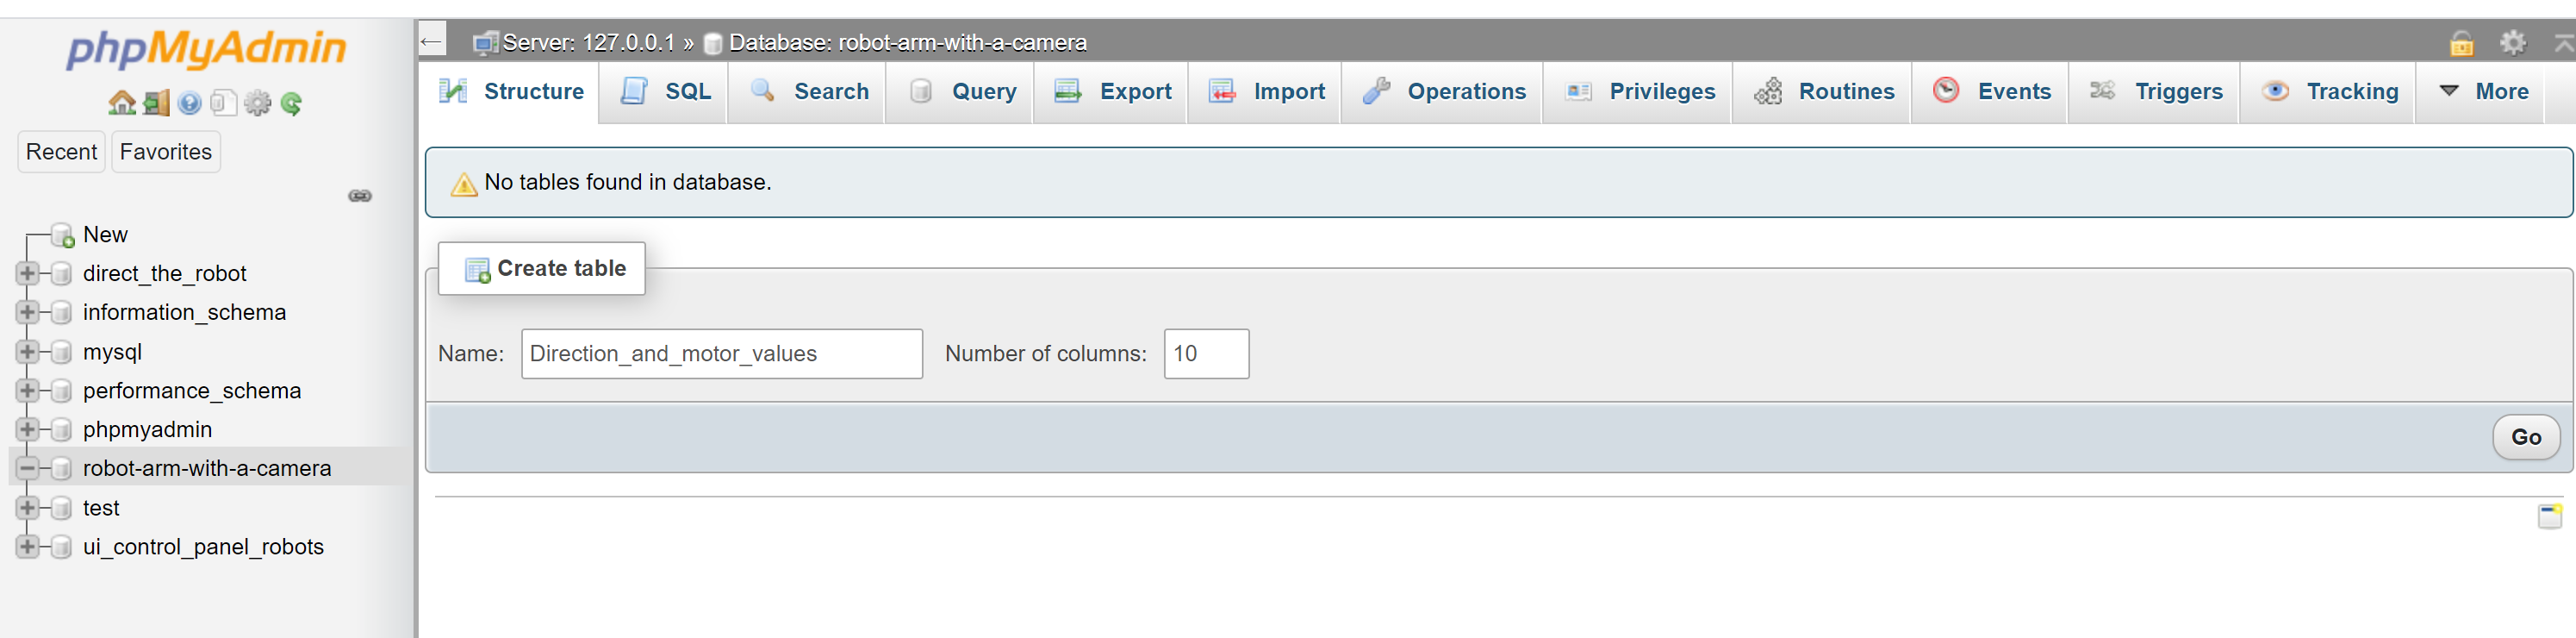 phpMyAdmin
Recent Favorites
New
direct_the_robot
information_schema
mysql
performance_schema
phpmyadmin
robot-arm-with-a-camera
test
ui_control_panel_robots
Server: 127.0.0.1 » Database: robot-arm-with-a-camera
Structure SQL Search Query Export Import Operations Privileges Routines Events Triggers Tracking More
No tables found in database.
Create table
Name: Direction_and_motor_values Number of columns: 10
Go